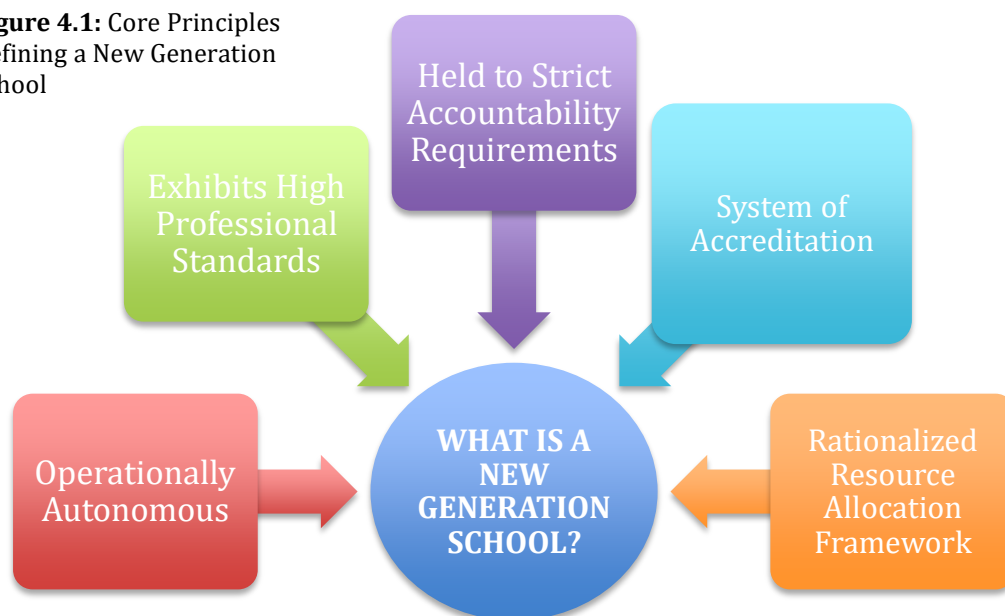 gure 4.1: Core Principles
efining a New Generation
hool
Held to Strict
Accountability
Requirements
Exhibits High
Professional
Standards
System of
Accreditation
Operationally
Autonomous
WHAT IS A
NEW
GENERATION
SCHOOL?
Rationalized
Resource
Allocation
Framework